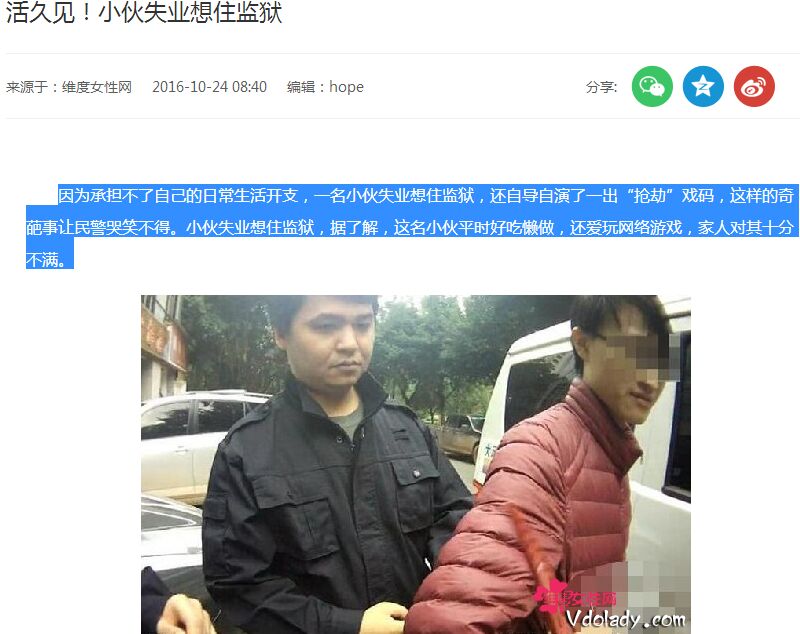 活久见！小伙失业想住监狱
来源于：维度女性网 2016-10-24 08:40 编辑：hope 分享:
因为承担不了自己的日常生活开支，一名小伙失业想住监狱，还自导自演了一出“抢劫”戏码，这样的奇
葩事让民警哭笑不得。小伙失业想住监狱，据了解，这名小伙平时好吃懒做，还爱玩网络游戏，家人对其十分
不满。
维度女性网
Vdolady.com